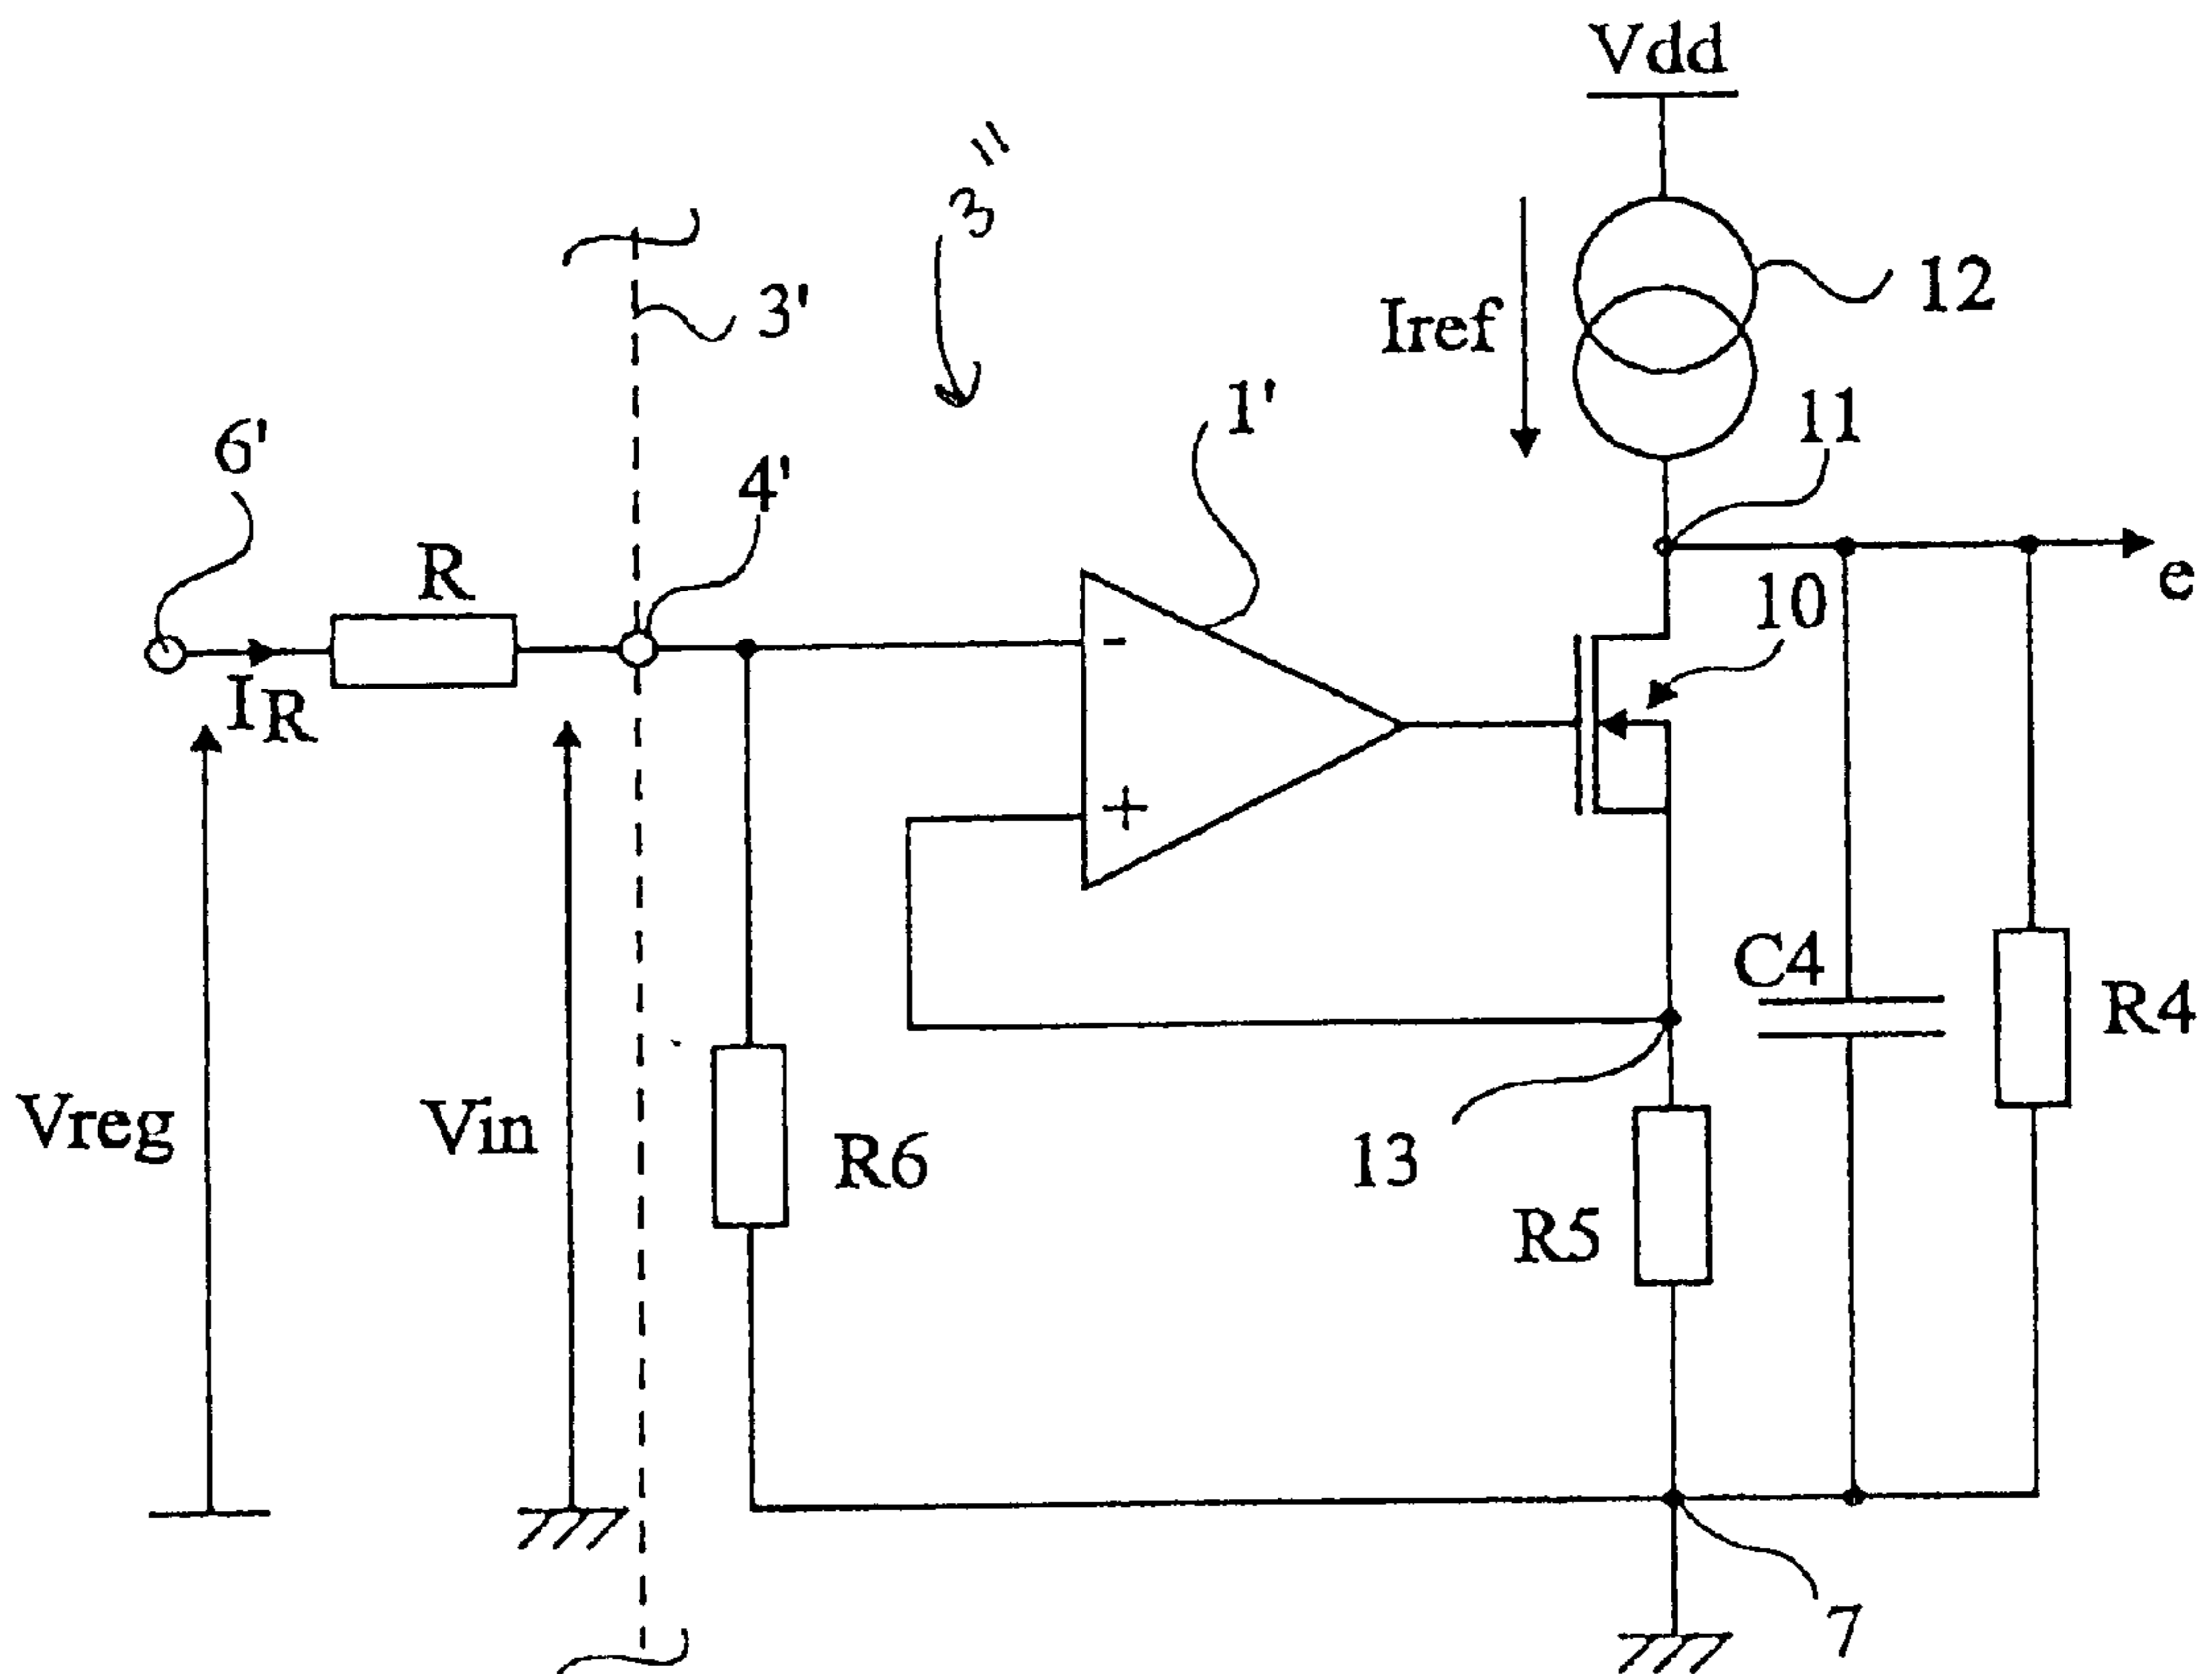 Vdd
3"
3'
12
Iref
1'
11
6'
4'
R
10
e
IR
-
+
C4
R4
Vreg
Vin
R6
13
R5
7